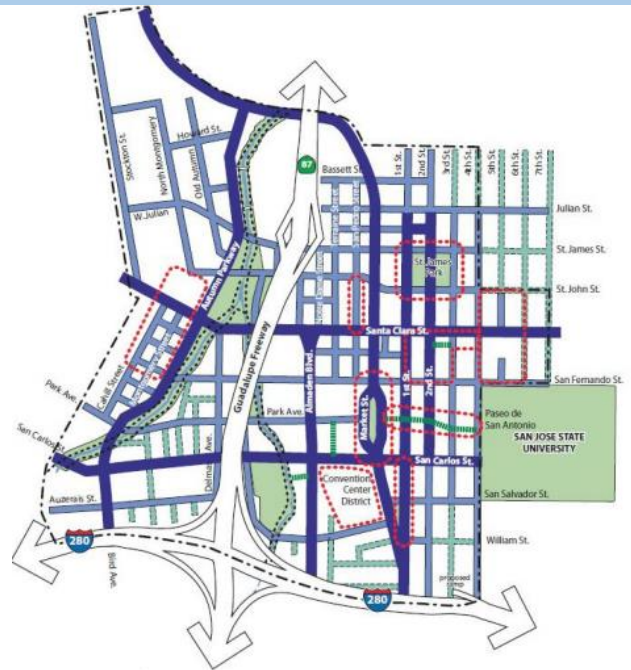 Stockton St.
North Montgomery
Howard St.
Old Autumn
W. Julian
Autumn Parkway
87
Bassett St.
1st St.
2nd St.
3rd St.
4th St.
5th St.
6th St.
7th St.
Julian St.
St. James St.
St. James
Park
St. John St.
Santa Clara St.
Guadalupe Freeway
Almaden Blvd.
Cahill Street
Park Ave.
San Carlos St.
Park Ave.
Market St.
1st St.
2nd St.
San Fernando St.
Paseo de
San Antonio
SAN JOSE STATE
UNIVERSITY
San Carlos St.
Delmas Ave.
Convention
Center
District
San Salvador St.
Auzerais St.
William St.
280
Bird Ave.
280
proposed
ramp